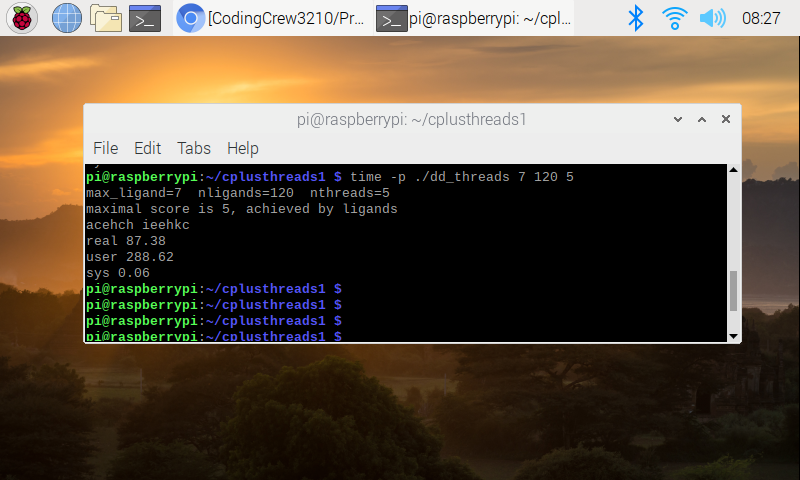 [CodingCrew3210/Pr... pi@raspberrypi: ~/cpl... 08:27
pi@raspberrypi: ~/cplusthreads1
File Edit Tabs Help
pi@raspberrypi:~/cplusthreads1 $ time -p ./dd_threads 7 120 5
max_ligand=7  nligands=120  nthreads=5
maximal score is 5, achieved by ligands
acehch ieehkc
real 87.38
user 288.62
sys 0.06
pi@raspberrypi:~/cplusthreads1 $
pi@raspberrypi:~/cplusthreads1 $
pi@raspberrypi:~/cplusthreads1 $
pi@raspberrypi:~/cplusthreads1 $